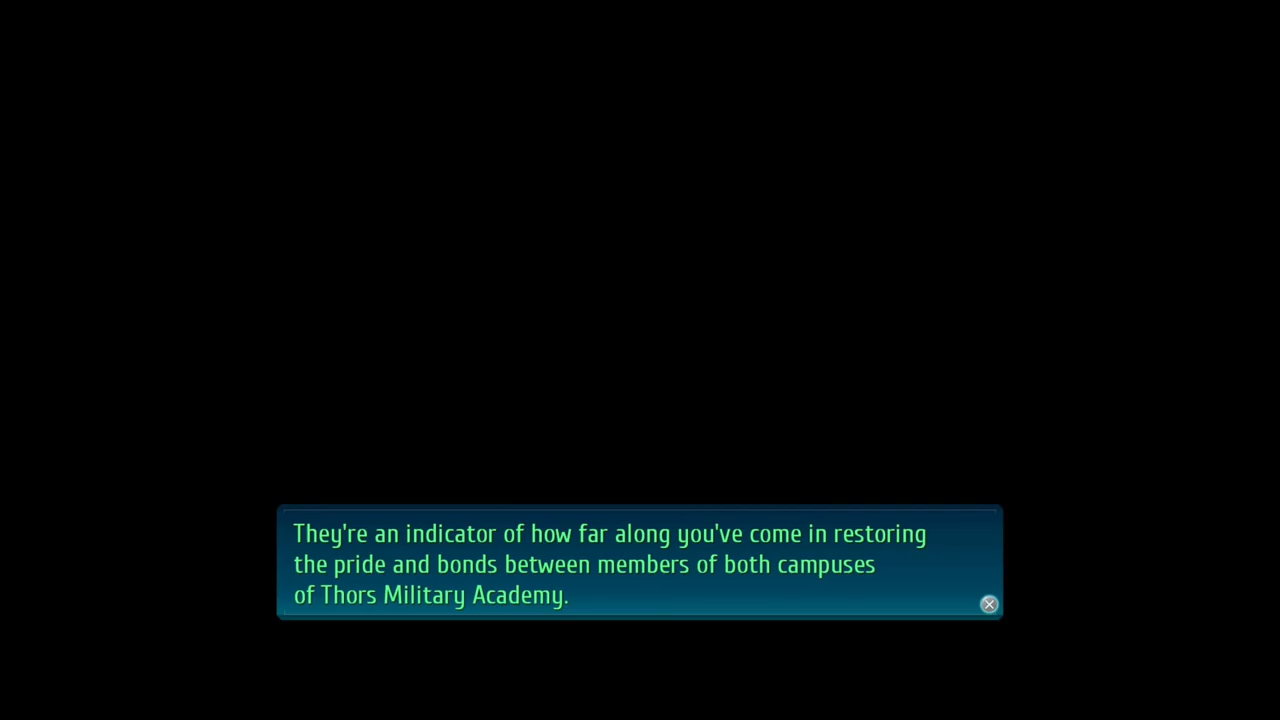 They're an indicator of how far along you've come in restoring
the pride and bonds between members of both campuses
of Thors Military Academy.